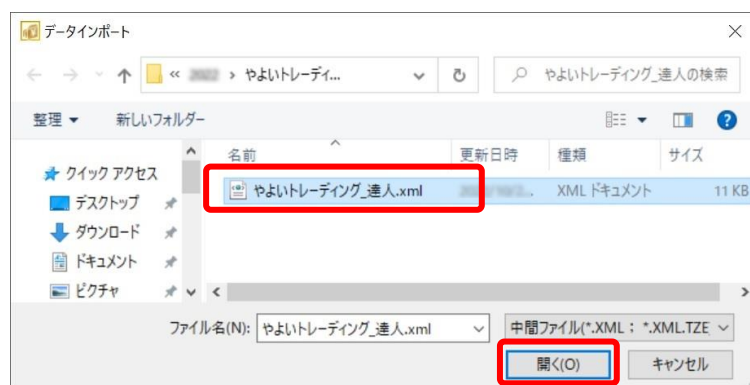 データインポート
« › やよいトレーディ...
やよいトレーディング_達人の検索
整理 新しいフォルダー
名前 更新日時 種類 サイズ
クイック アクセス
やよいトレーディング_達人.xml XML ドキュメント 11 KB
デスクトップ
ダウンロード
ドキュメント
ピクチャ
ファイル名(N): やよいトレーディング_達人.xml 中間ファイル(*.XML; *.XML.TZE
開く(O) キャンセル